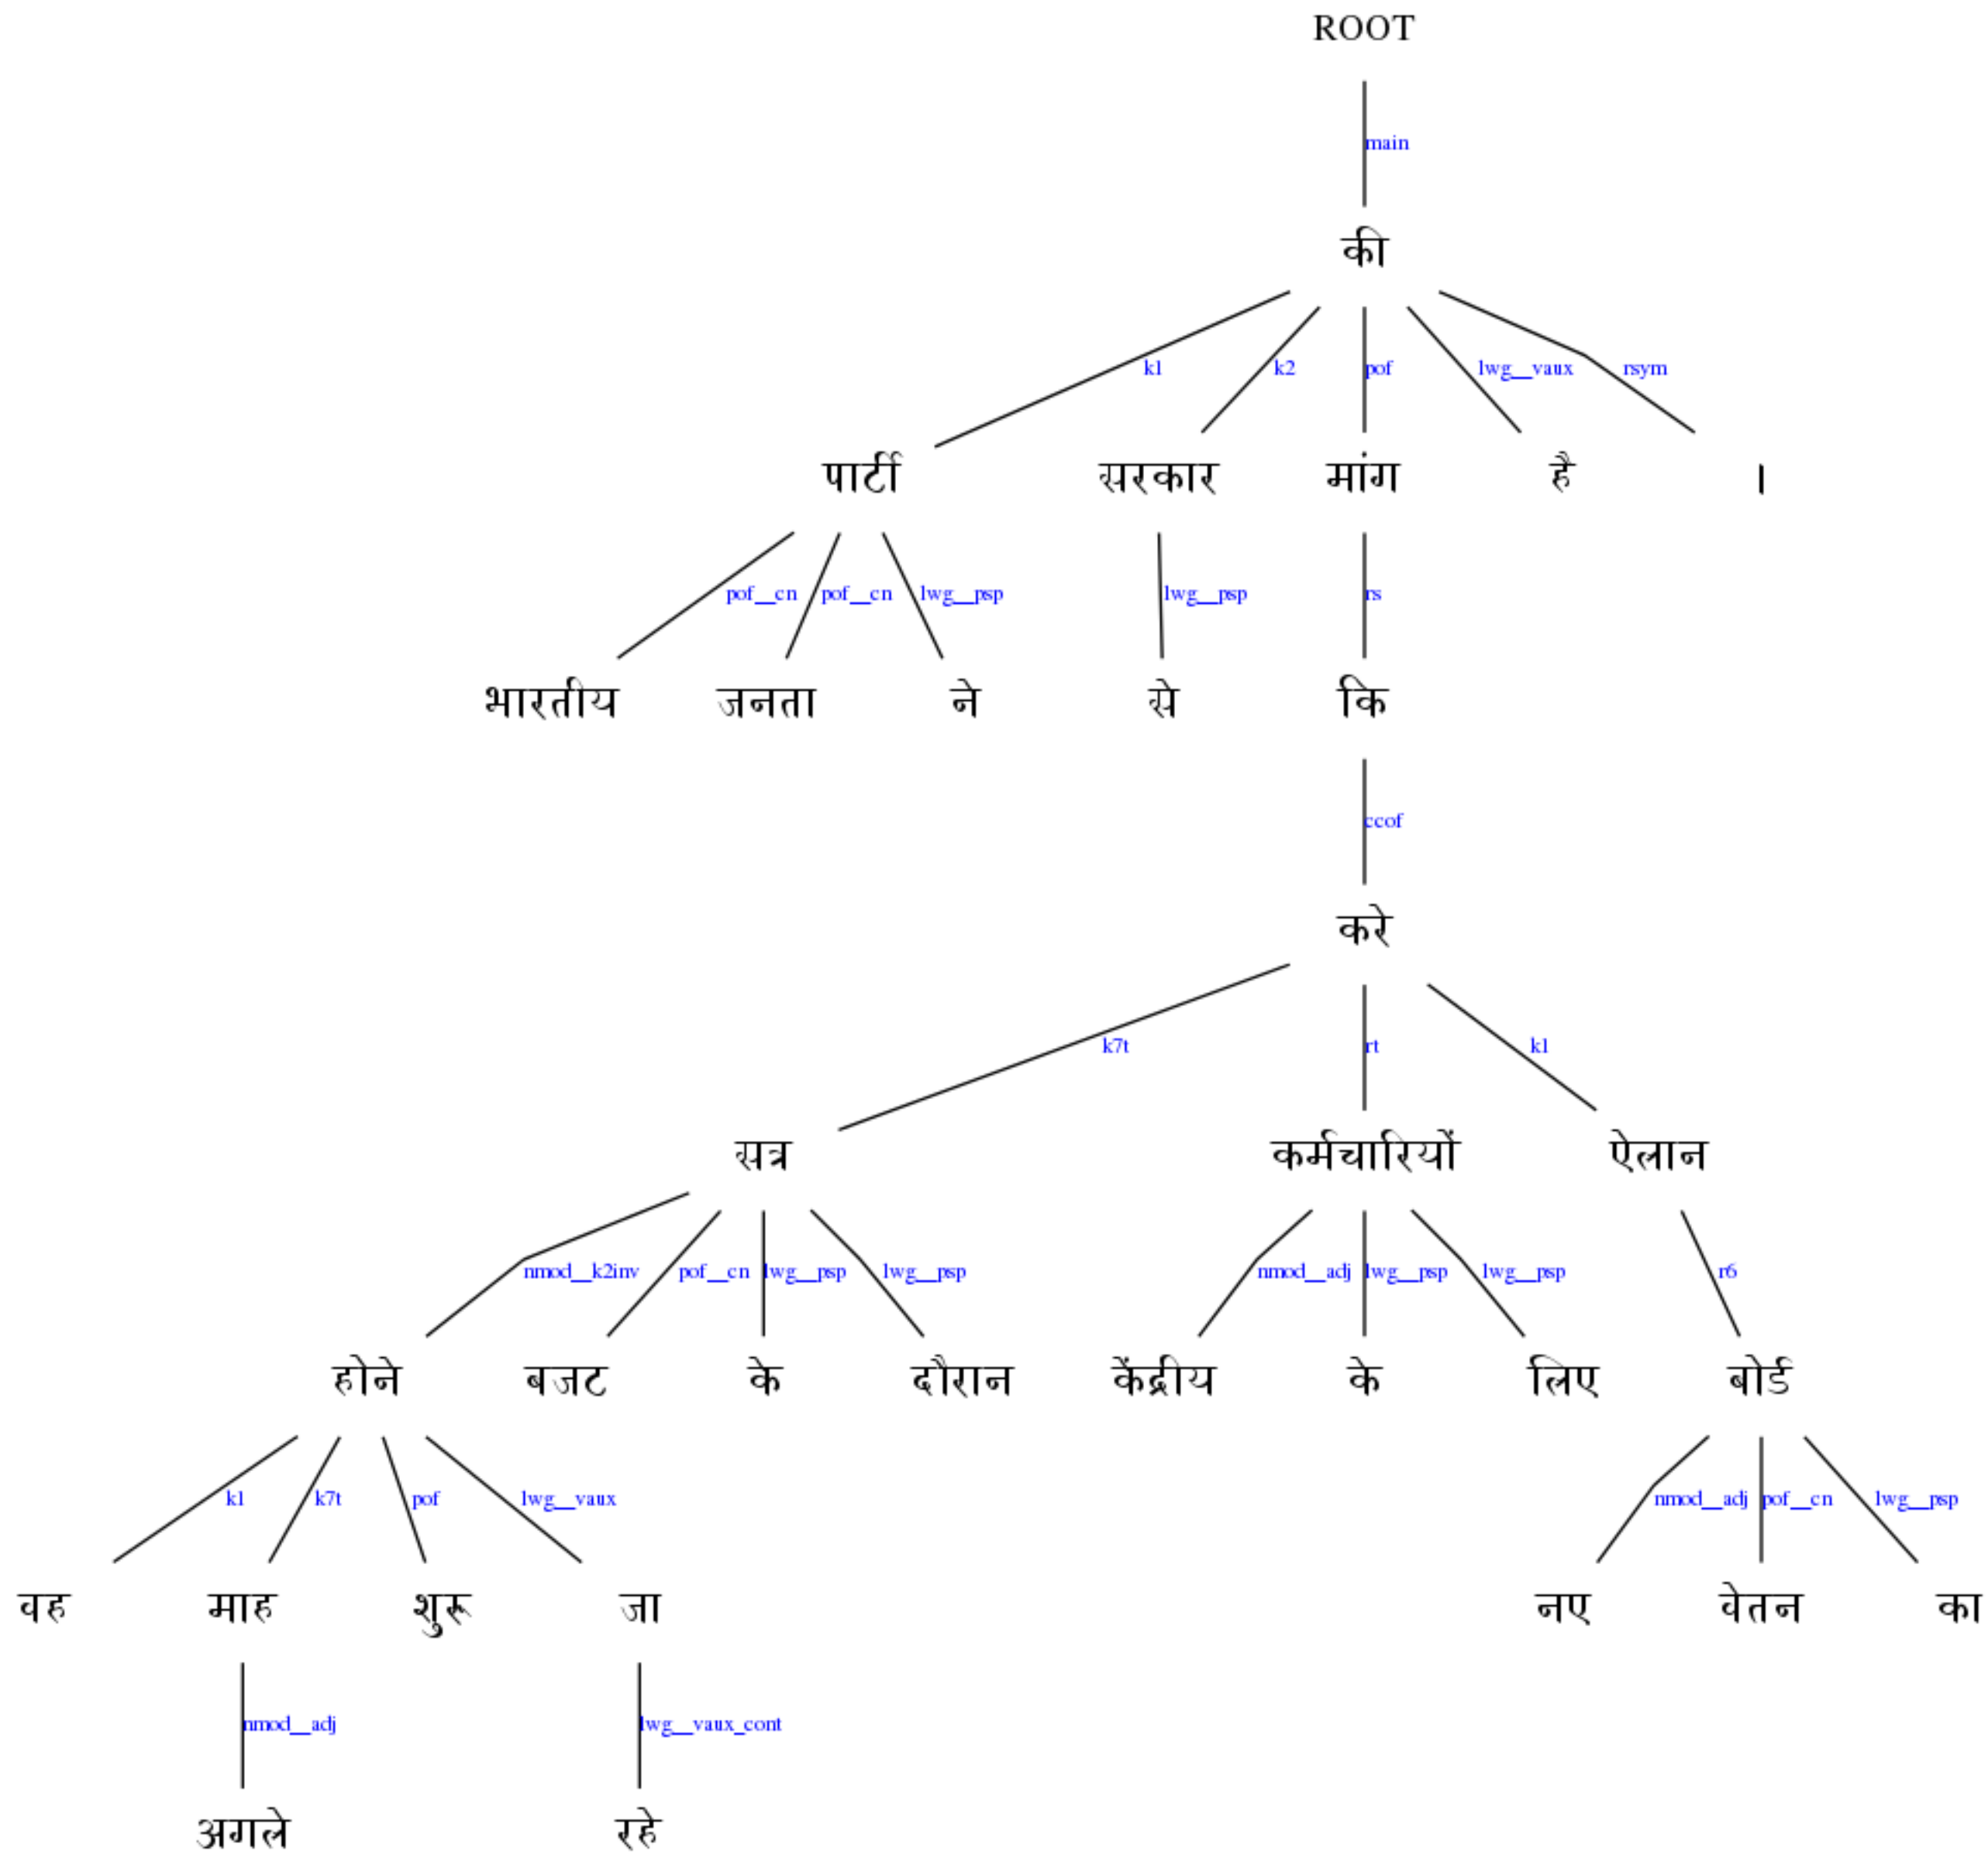 ROOT
main
की
k1 k2 pof lwg__vaux rsym
पार्टी सरकार मांग है ।
pof__cn pof__cn lwg__psp lwg__psp rs
भारतीय जनता ने से कि
ccof
करे
k7t rt k1
सत्र कर्मचारियों ऐलान
nmod__k2inv pof__cn lwg__psp lwg__psp nmod__adj lwg__psp lwg__psp r6
होने बजट के दौरान केंद्रीय के लिए बोर्ड
k1 k7t pof lwg__vaux nmod__adj pof__cn lwg__psp
वह माह शुरू जा नए वेतन का
nmod__adj lwg__vaux_cont
अगले रहे